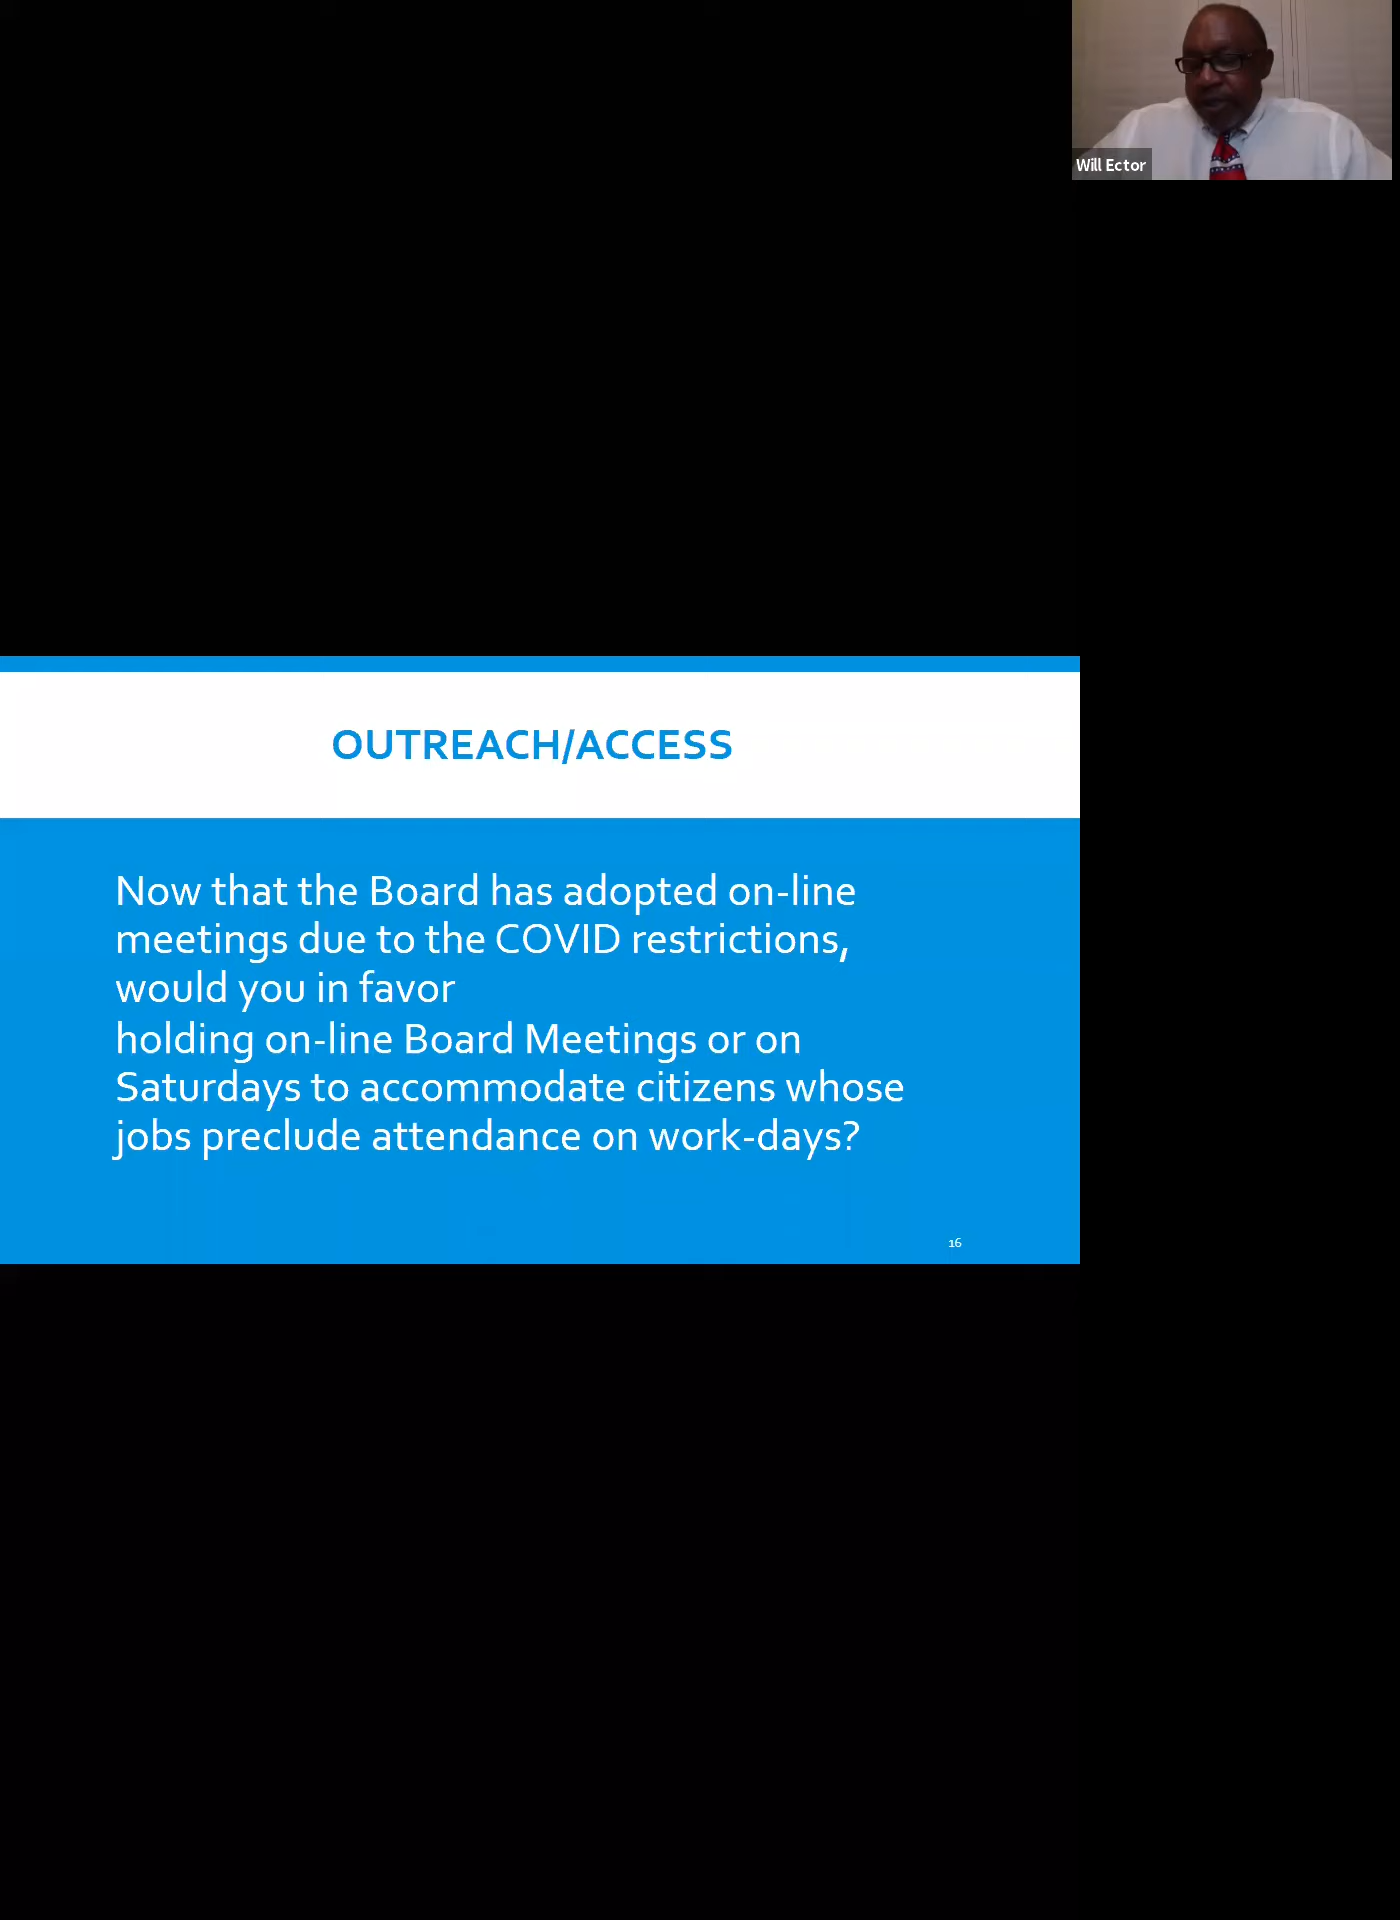 Will Ector
OUTREACH/ACCESS
Now that the Board has adopted on-line
meetings due to the COVID restrictions,
would you in favor
holding on-line Board Meetings or on
Saturdays to accommodate citizens whose
jobs preclude attendance on work-days?
16